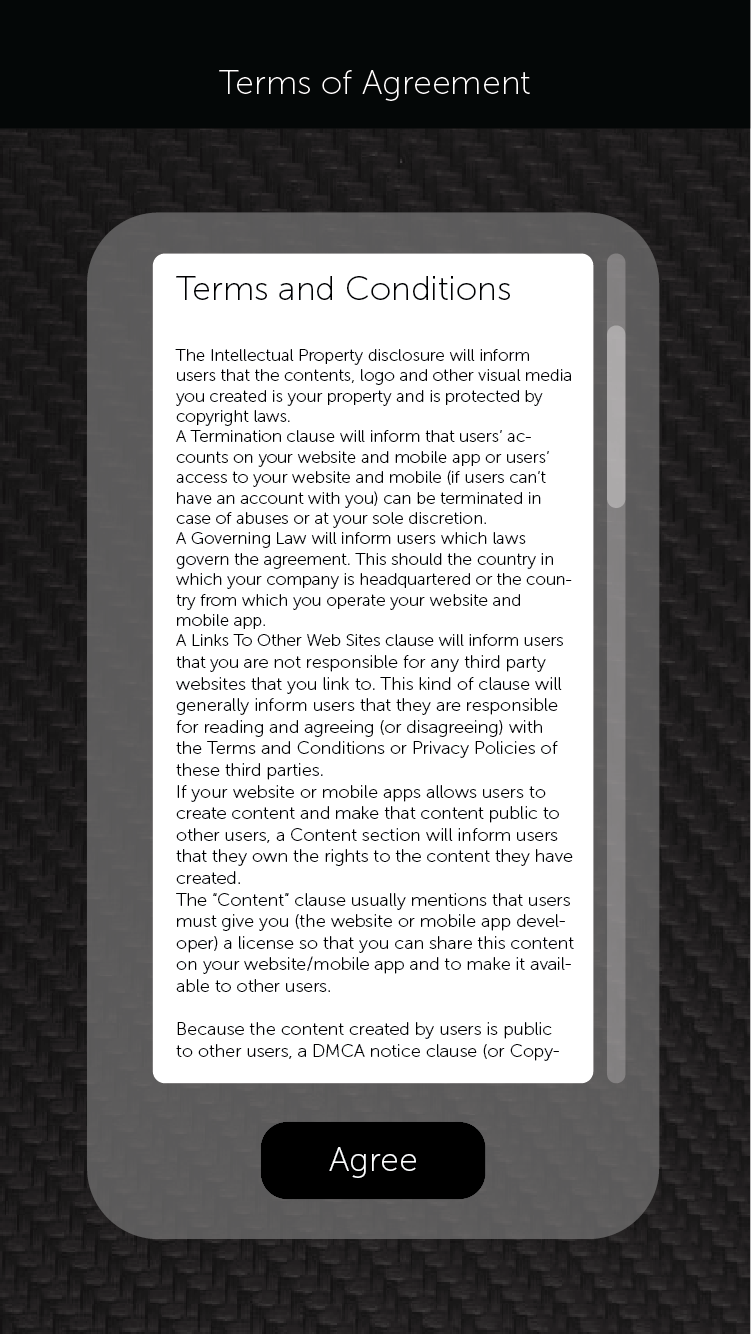 Terms of Agreement
Terms and Conditions
The Intellectual Property disclosure will inform
users that the contents, logo and other visual media
you created is your property and is protected by
copyright laws.
A Termination clause will inform that users’ ac-
counts on your website and mobile app or users’
access to your website and mobile (if users can’t
have an account with you) can be terminated in
case of abuses or at your sole discretion.
A Governing Law will inform users which laws
govern the agreement. This should the country in
which your company is headquartered or the coun-
try from which you operate your website and
mobile app.
A Links To Other Web Sites clause will inform users
that you are not responsible for any third party
websites that you link to. This kind of clause will
generally inform users that they are responsible
for reading and agreeing (or disagreeing) with
the Terms and Conditions or Privacy Policies of
these third parties.
If your website or mobile apps allows users to
create content and make that content public to
other users, a Content section will inform users
that they own the rights to the content they have
created.
The “Content” clause usually mentions that users
must give you (the website or mobile app devel-
oper) a license so that you can share this content
on your website/mobile app and to make it avail-
able to other users.
Because the content created by users is public
to other users, a DMCA notice clause (or Copy-
Agree